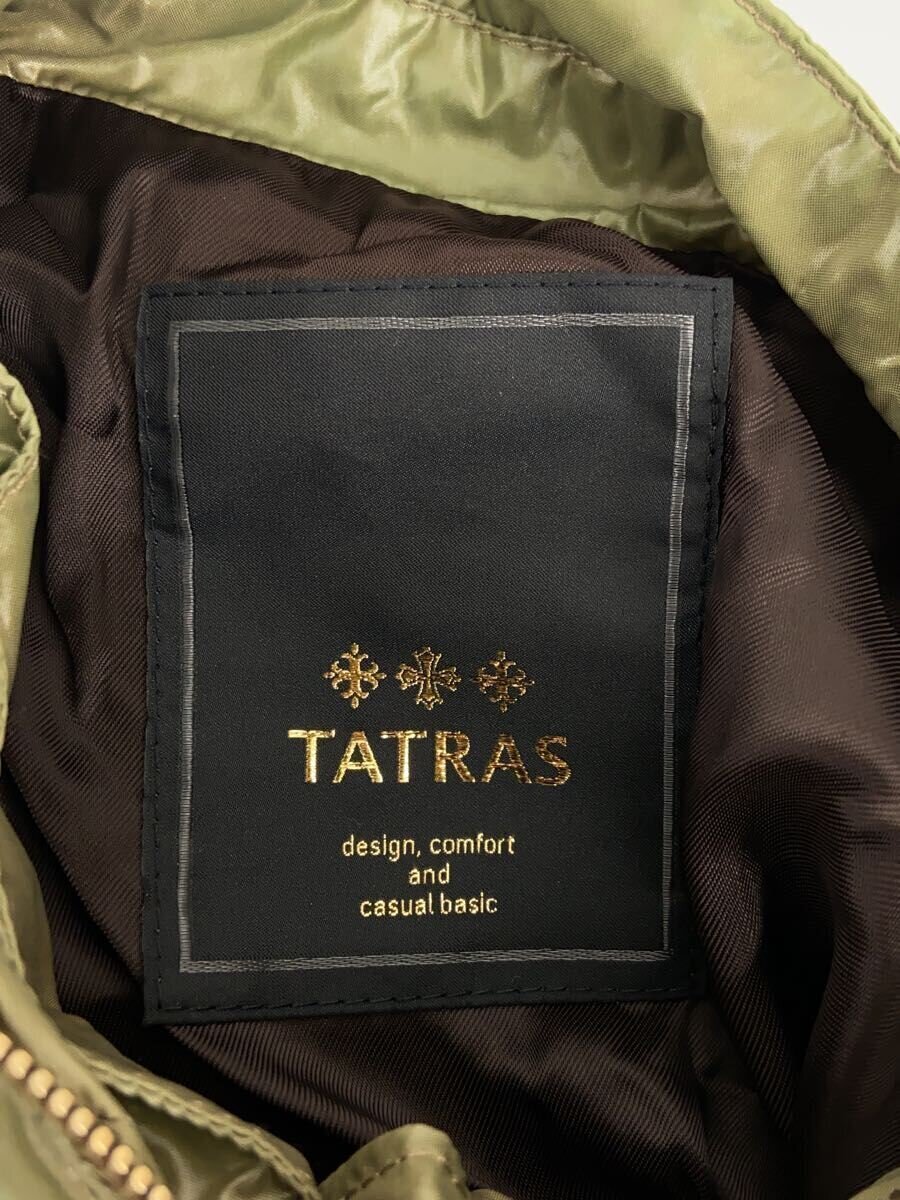 TATRAS
design, comfort
and
casual basic